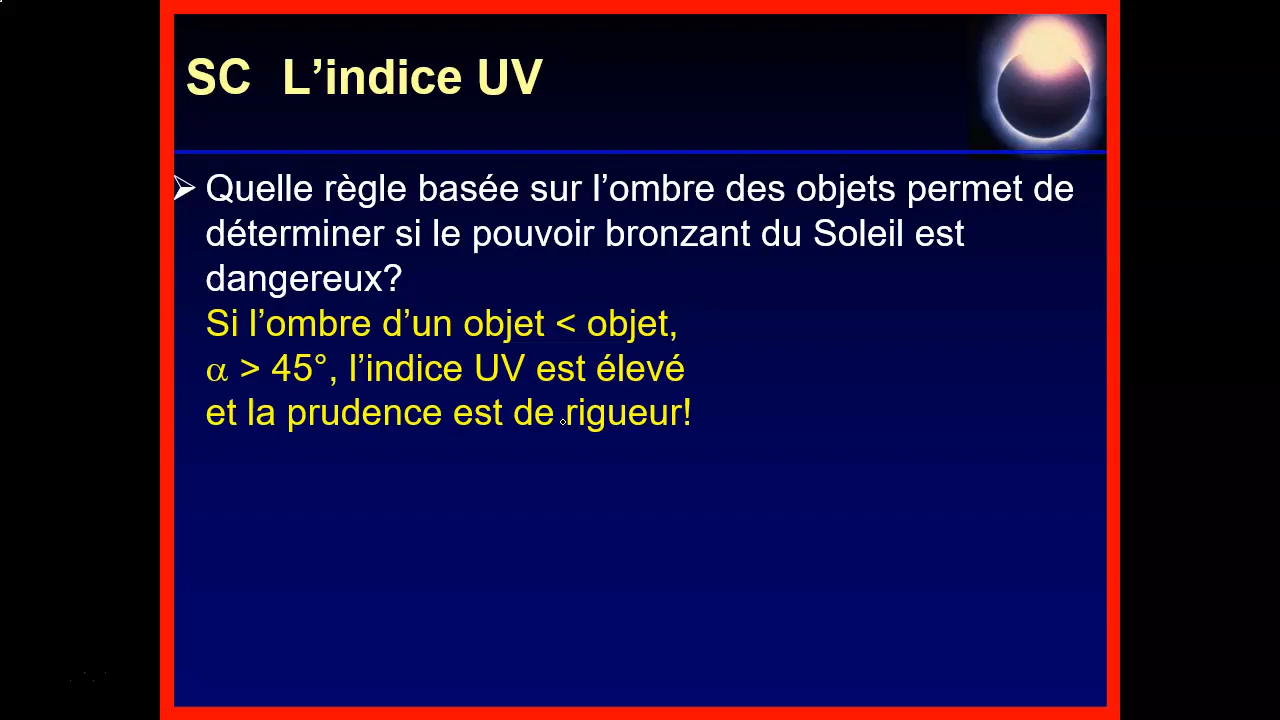 SC L’indice UV
➢ Quelle règle basée sur l’ombre des objets permet de
déterminer si le pouvoir bronzant du Soleil est
dangereux?
Si l’ombre d’un objet < objet,
α > 45°, l’indice UV est élevé
et la prudence est de rigueur!